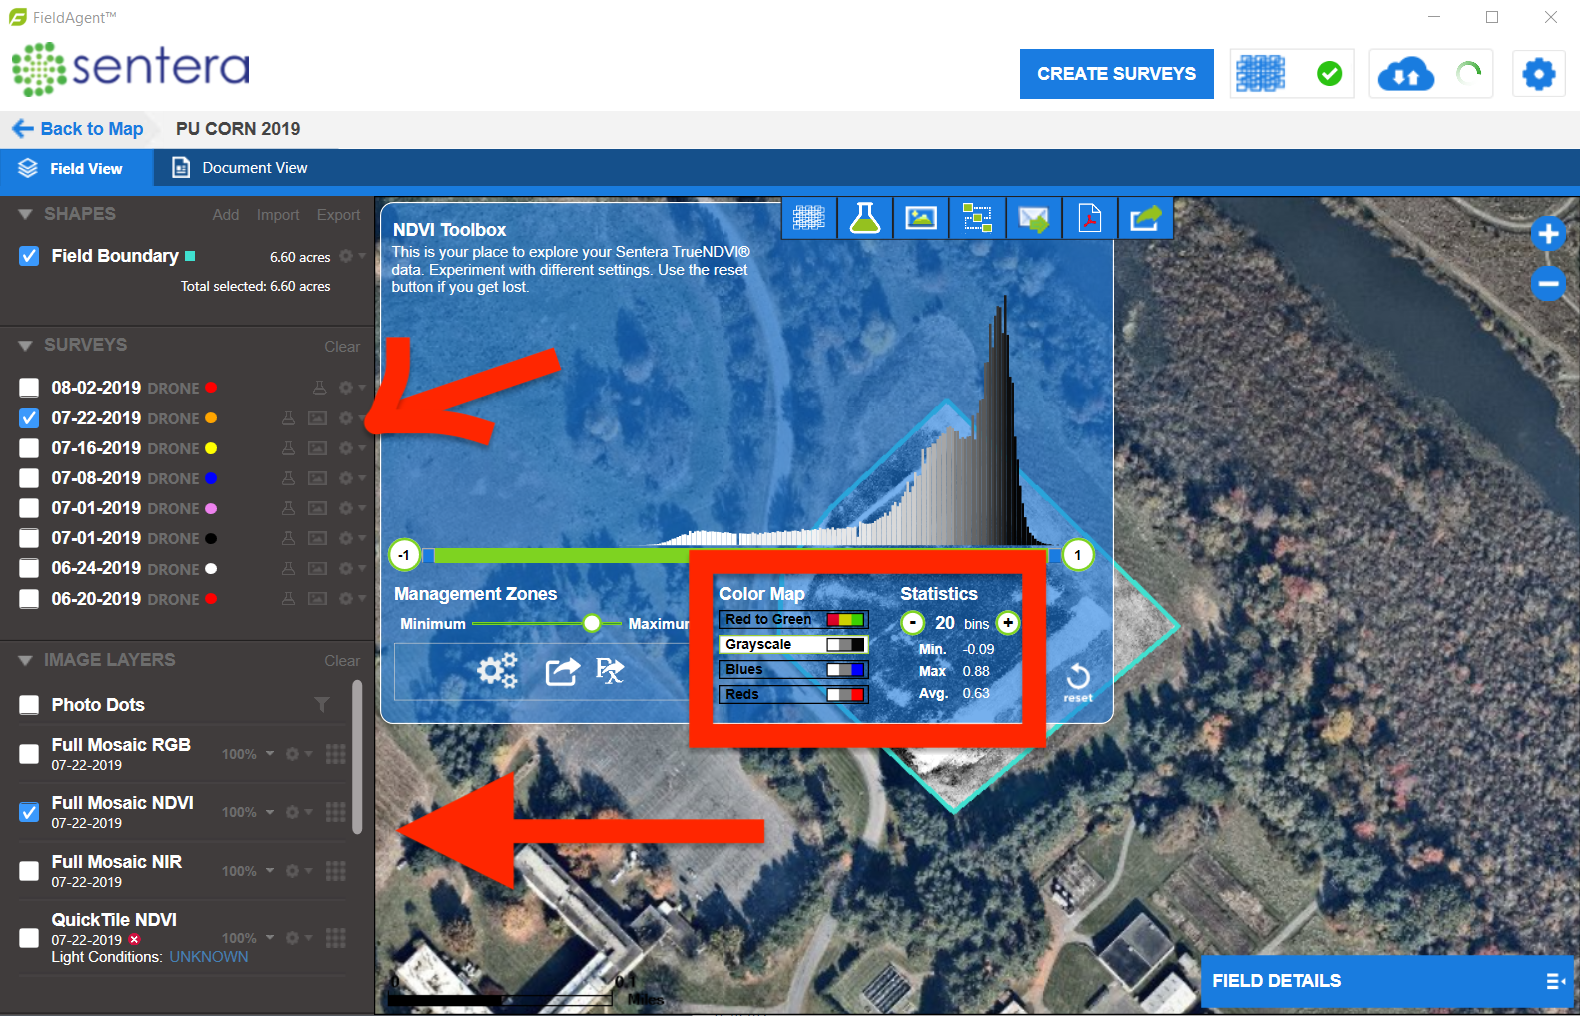 FieldAgent™
sentera
CREATE SURVEYS
Back to Map
PU CORN 2019
Field View
Document View
SHAPES Add Import Export
Field Boundary 6.60 acres
Total selected: 6.60 acres
SURVEYS Clear
08-02-2019 DRONE
07-22-2019 DRONE
07-16-2019 DRONE
07-08-2019 DRONE
07-01-2019 DRONE
07-01-2019 DRONE
06-24-2019 DRONE
06-20-2019 DRONE
IMAGE LAYERS Clear
Photo Dots
Full Mosaic RGB
07-22-2019
100%
Full Mosaic NDVI
07-22-2019
100%
Full Mosaic NIR
07-22-2019
100%
QuickTile NDVI
07-22-2019
100%
Light Conditions: UNKNOWN
NDVI Toolbox
This is your place to explore your Sentera TrueNDVI®
data. Experiment with different settings. Use the reset
button if you get lost.
-1
1
Management Zones
Minimum
Maximum
Rx
Color Map
Red to Green
Grayscale
Blues
Reds
Statistics
- 20 bins +
Min. -0.09
Max 0.88
Avg. 0.63
reset
0 0.1
Miles
FIELD DETAILS